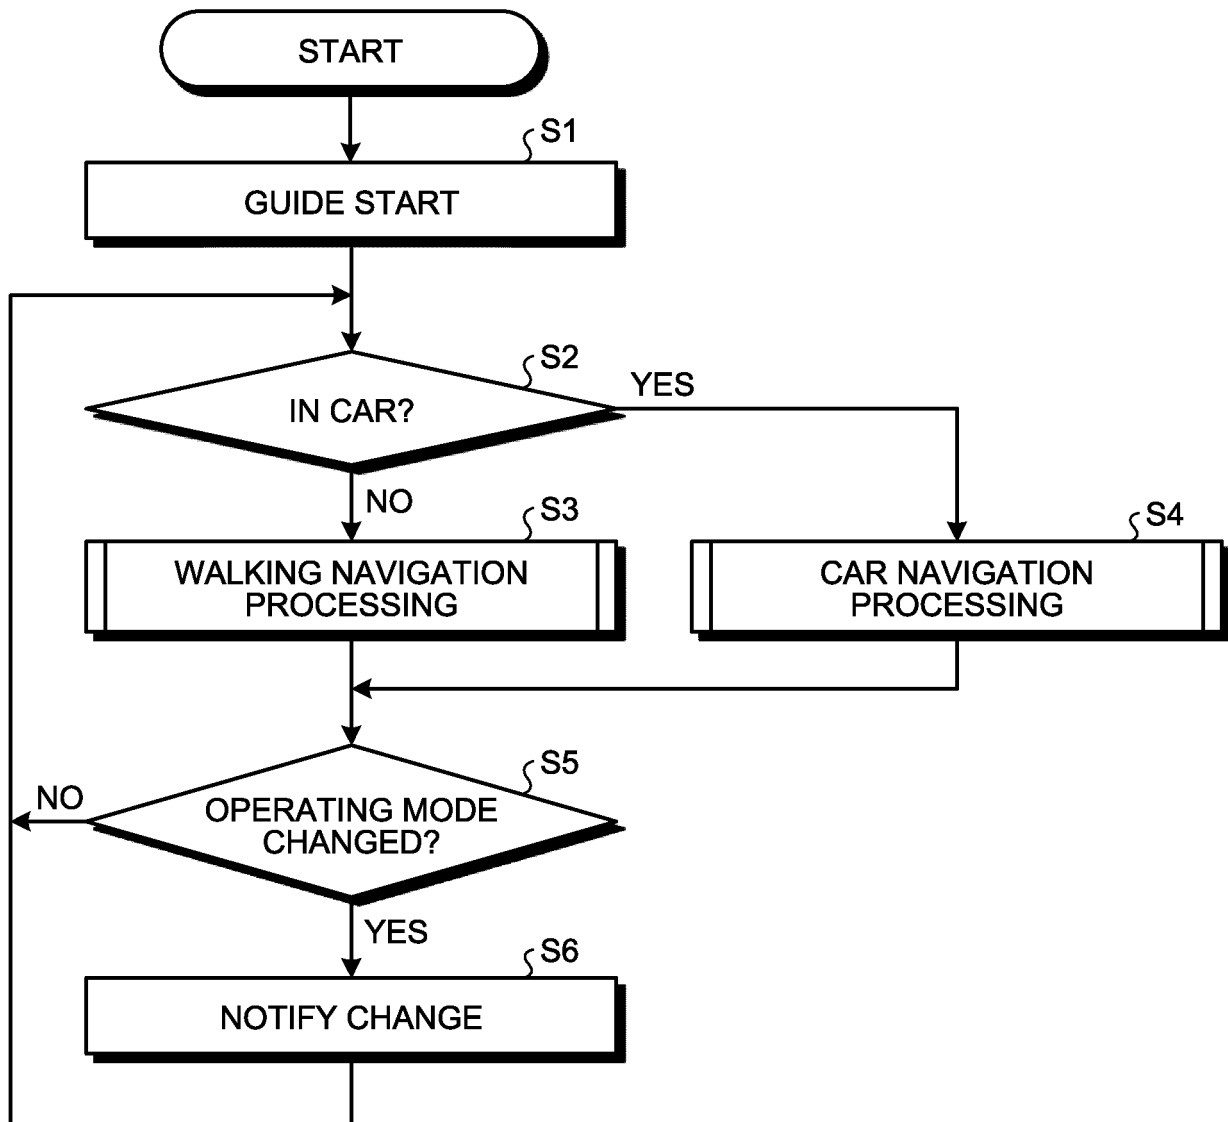 START
S1
GUIDE START
S2
YES
IN CAR?
NO
S3
WALKING NAVIGATION
PROCESSING
S4
CAR NAVIGATION
PROCESSING
S5
NO
OPERATING MODE
CHANGED?
YES
S6
NOTIFY CHANGE